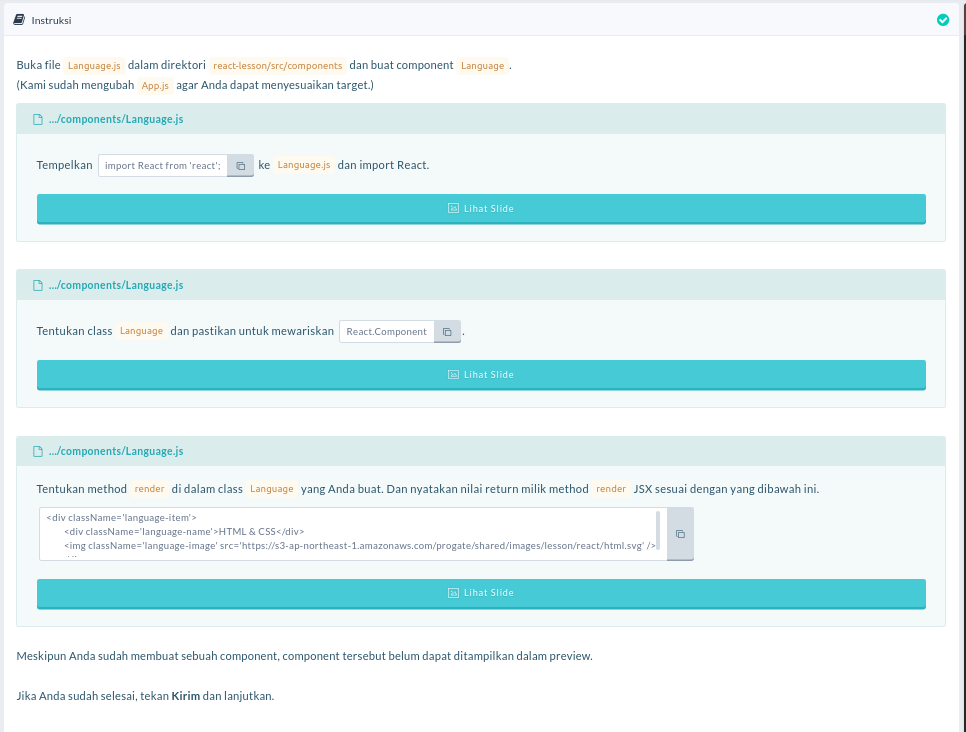 Instruksi
Buka file Language.js dalam direktori react-lesson/src/components dan buat component Language .
(Kami sudah mengubah App.js agar Anda dapat menyesuaikan target.)
.../components/Language.js
Tempelkan import React from 'react'; ke Language.js dan import React.
Lihat Slide
.../components/Language.js
Tentukan class Language dan pastikan untuk mewariskan React.Component .
Lihat Slide
.../components/Language.js
Tentukan method render di dalam class Language yang Anda buat. Dan nyatakan nilai return milik method render JSX sesuai dengan yang dibawah ini.
<div className='language-item'>
<div className='language-name'>HTML & CSS</div>
<img className='language-image' src='https://s3-ap-northeast-1.amazonaws.com/progate/shared/images/lesson/react/html.svg' />
Lihat Slide
Meskipun Anda sudah membuat sebuah component, component tersebut belum dapat ditampilkan dalam preview.
Jika Anda sudah selesai, tekan Kirim dan lanjutkan.